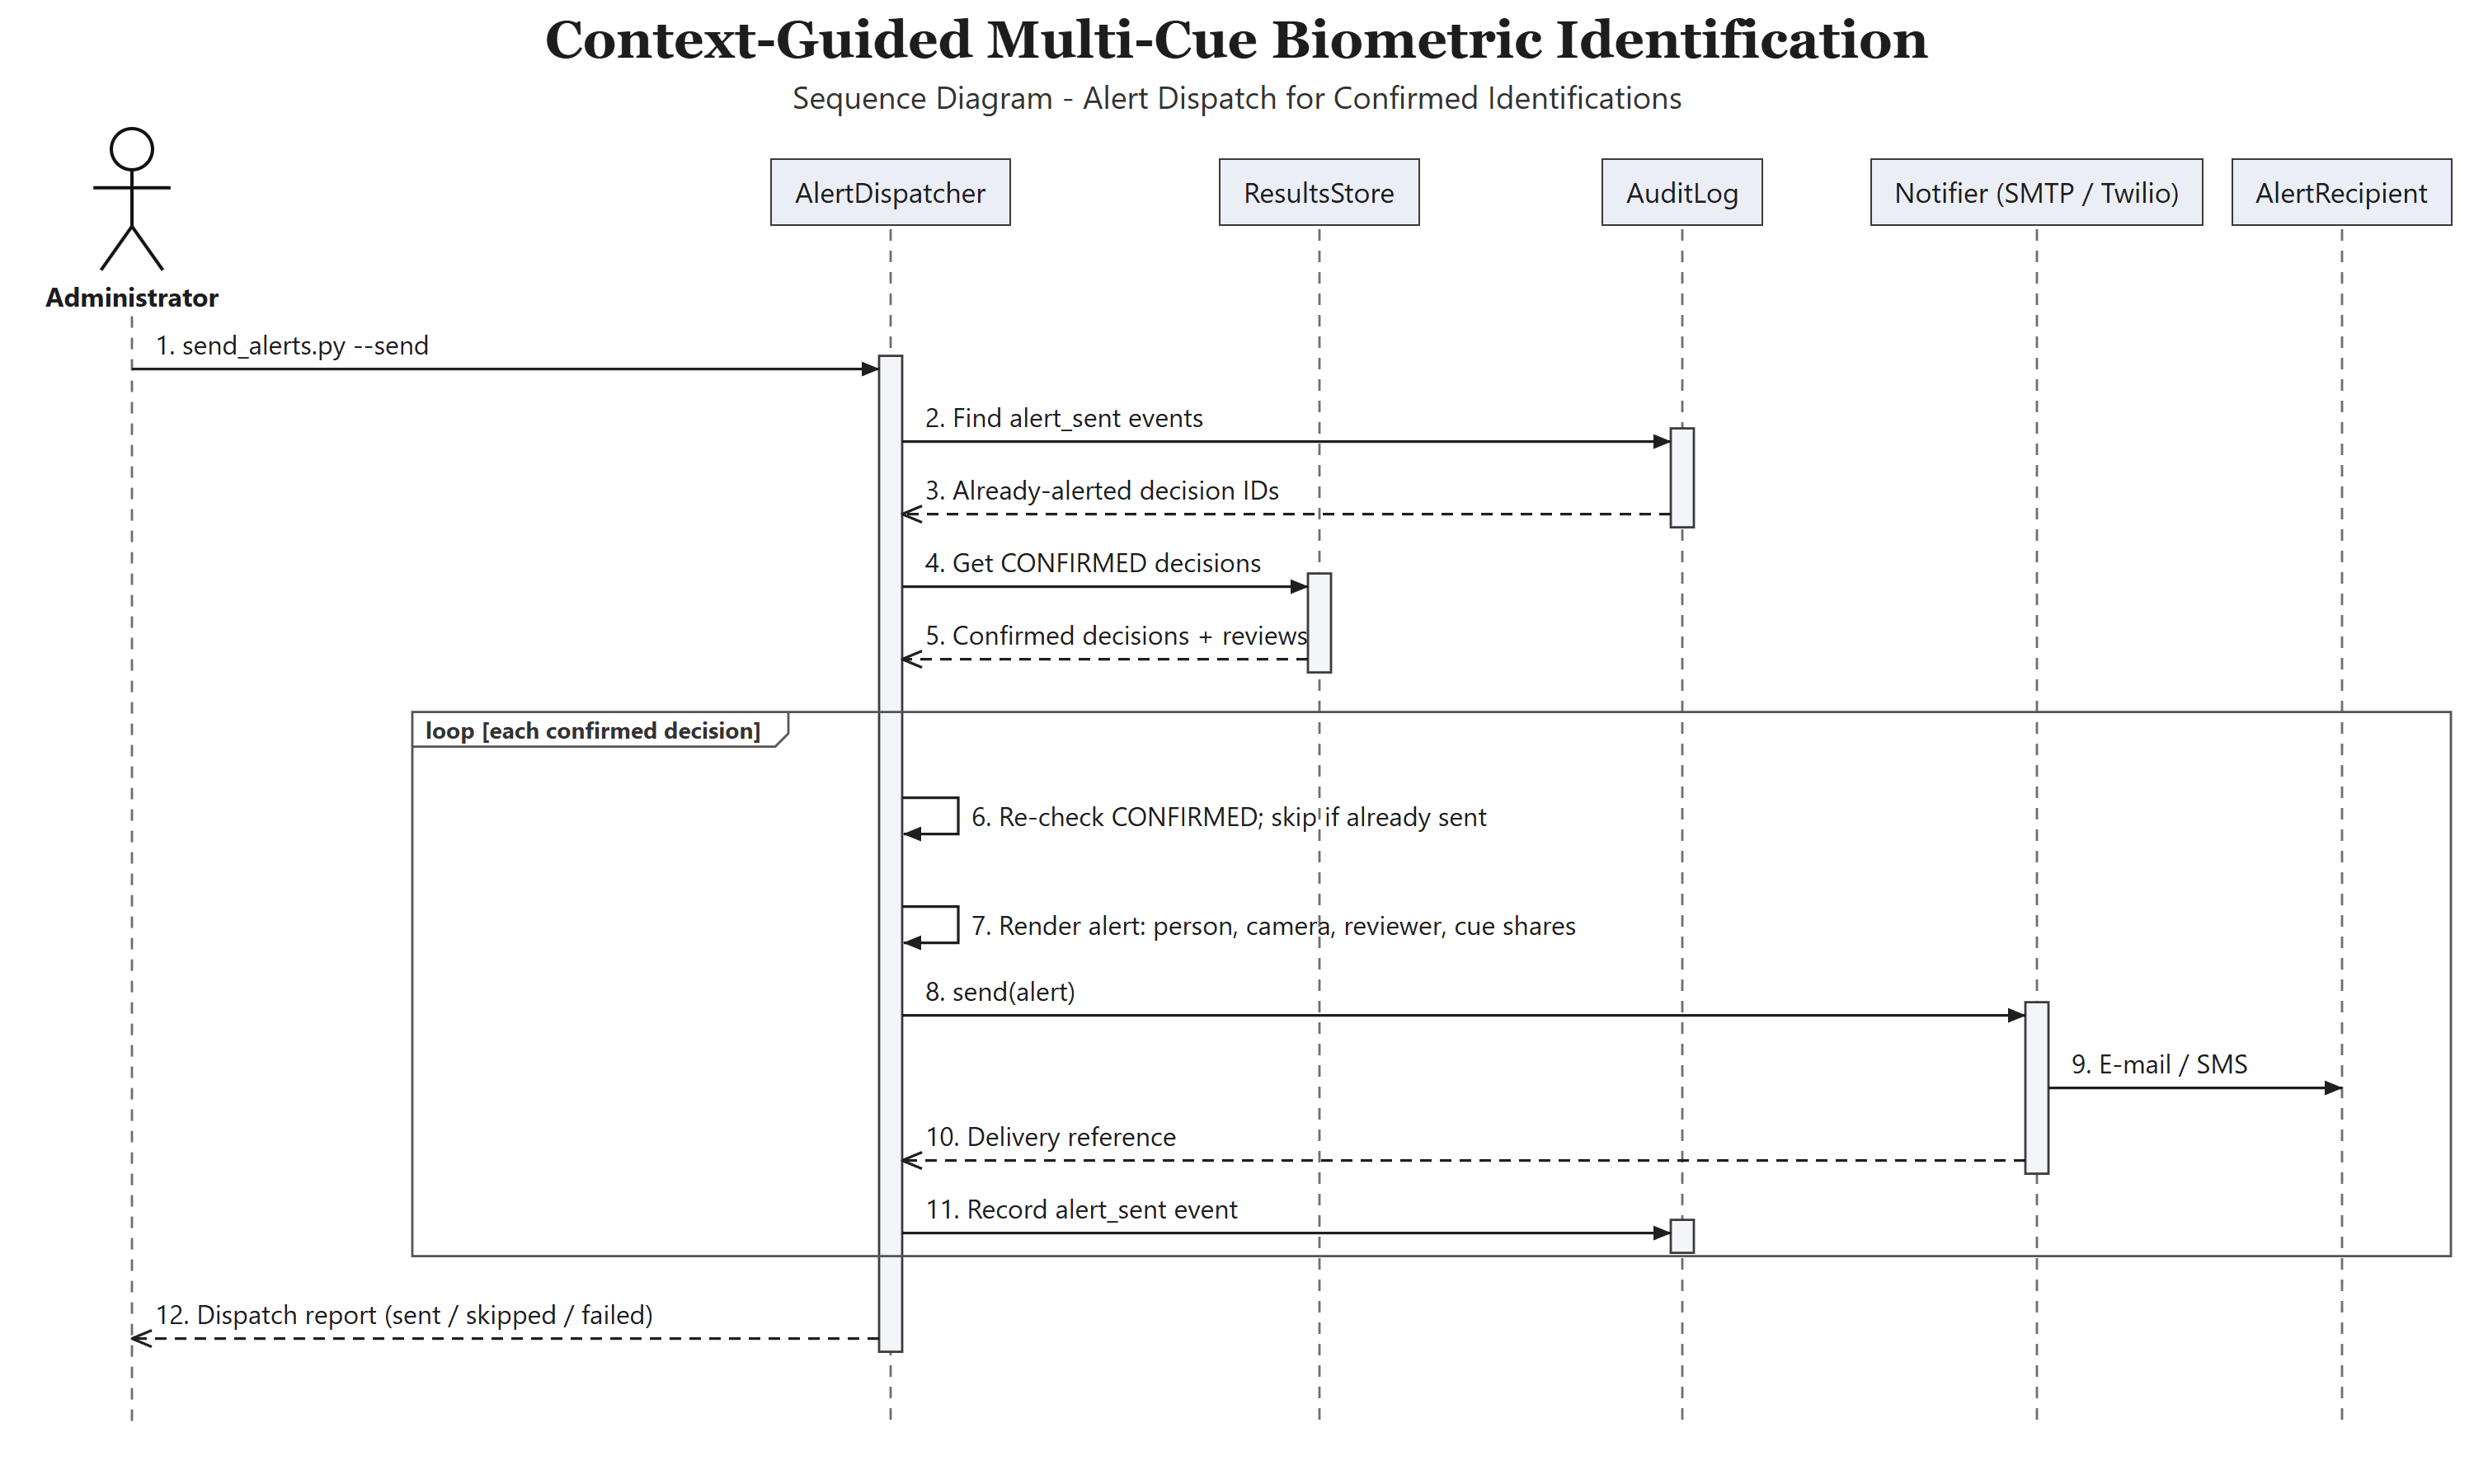 Context-Guided Multi-Cue Biometric Identification
Sequence Diagram - Alert Dispatch for Confirmed Identifications
Administrator
AlertDispatcher
ResultsStore
AuditLog
Notifier (SMTP / Twilio)
AlertRecipient
1. send_alerts.py --send
2. Find alert_sent events
3. Already-alerted decision IDs
4. Get CONFIRMED decisions
5. Confirmed decisions + reviews
loop [each confirmed decision]
6. Re-check CONFIRMED; skip if already sent
7. Render alert: person, camera, reviewer, cue shares
8. send(alert)
9. E-mail / SMS
10. Delivery reference
11. Record alert_sent event
12. Dispatch report (sent / skipped / failed)